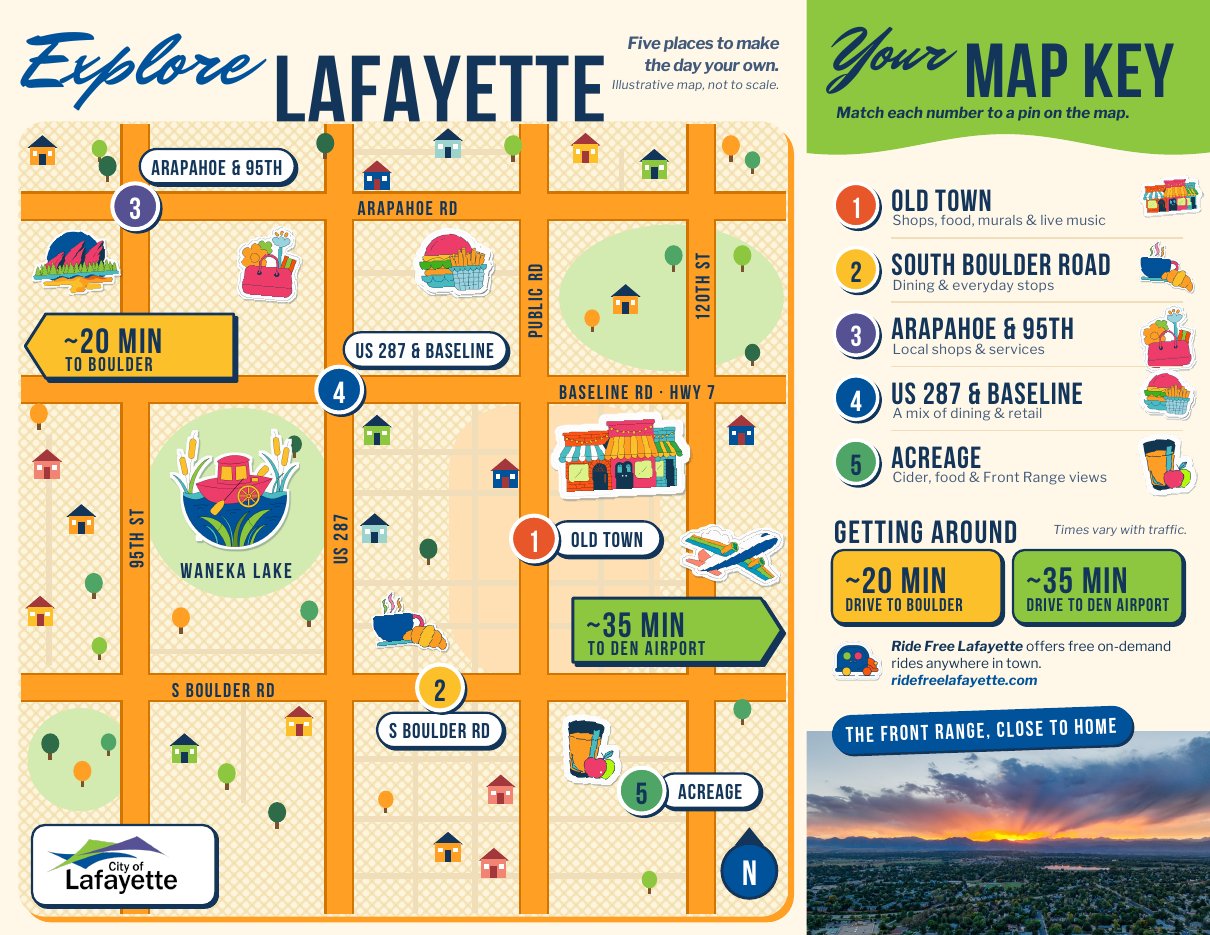 Explore LAFAYETTE
Five places to make
the day your own.
Illustrative map, not to scale.
ARAPAHOE & 95TH
3
ARAPAHOE RD
PUBLIC RD
120TH ST
~20 MIN
TO BOULDER
US 287 & BASELINE
4
BASELINE RD · HWY 7
95TH ST
US 287
WANEKA LAKE
1
OLD TOWN
~35 MIN
TO DEN AIRPORT
S BOULDER RD
2
S BOULDER RD
5
ACREAGE
City of
Lafayette
N
Your MAP KEY
Match each number to a pin on the map.
1
OLD TOWN
Shops, food, murals & live music
2
SOUTH BOULDER ROAD
Dining & everyday stops
3
ARAPAHOE & 95TH
Local shops & services
4
US 287 & BASELINE
A mix of dining & retail
5
ACREAGE
Cider, food & Front Range views
GETTING AROUND
Times vary with traffic.
~20 MIN
DRIVE TO BOULDER
~35 MIN
DRIVE TO DEN AIRPORT
Ride Free Lafayette offers free on-demand
rides anywhere in town.
ridefreelafayette.com
THE FRONT RANGE, CLOSE TO HOME